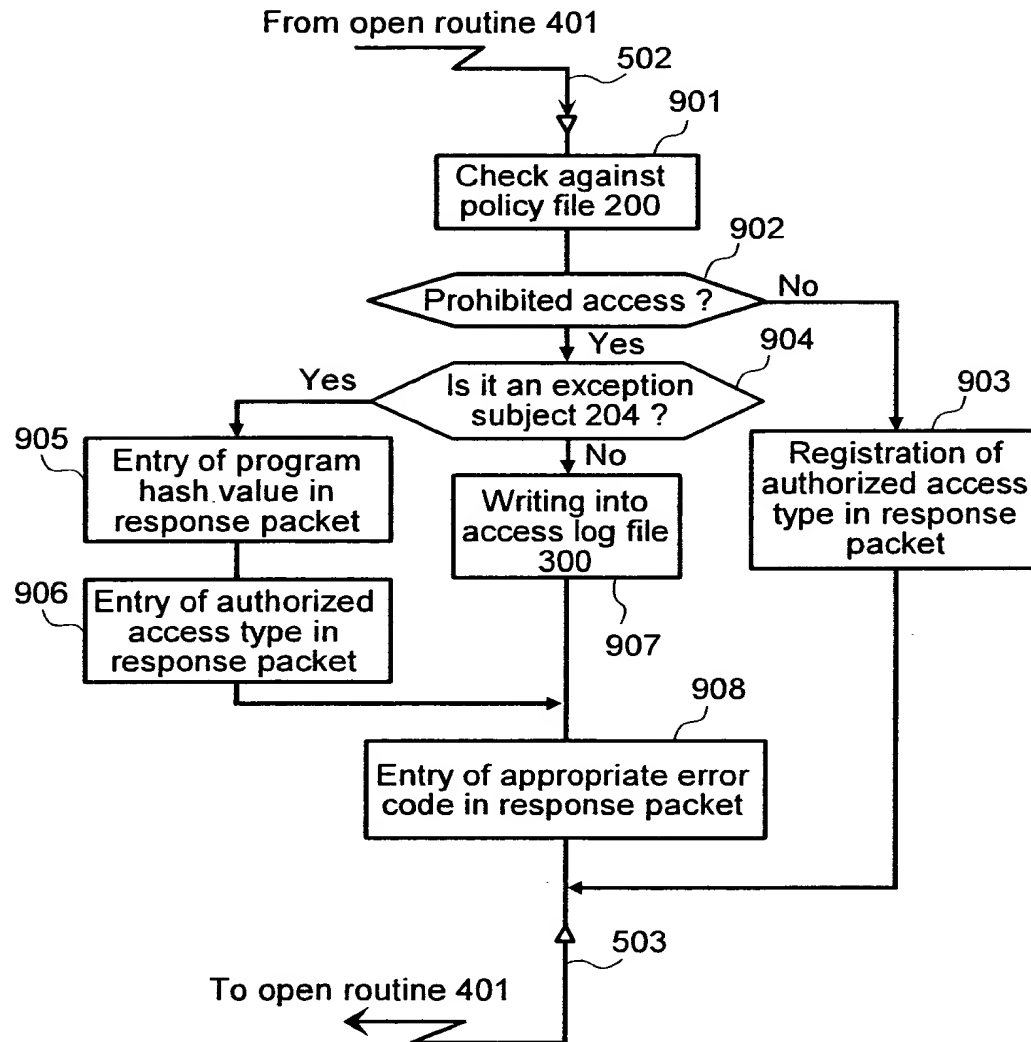 From open routine 401
502
901
Check against
policy file 200
902
Prohibited access ?
No
Yes
904
Yes
Is it an exception
subject 204 ?
903
905
No
Entry of program
hash value in
response packet
Writing into
access log file
300
Registration of
authorized access
type in response
packet
906
Entry of authorized
access type in
response packet
907
908
Entry of appropriate error
code in response packet
503
To open routine 401